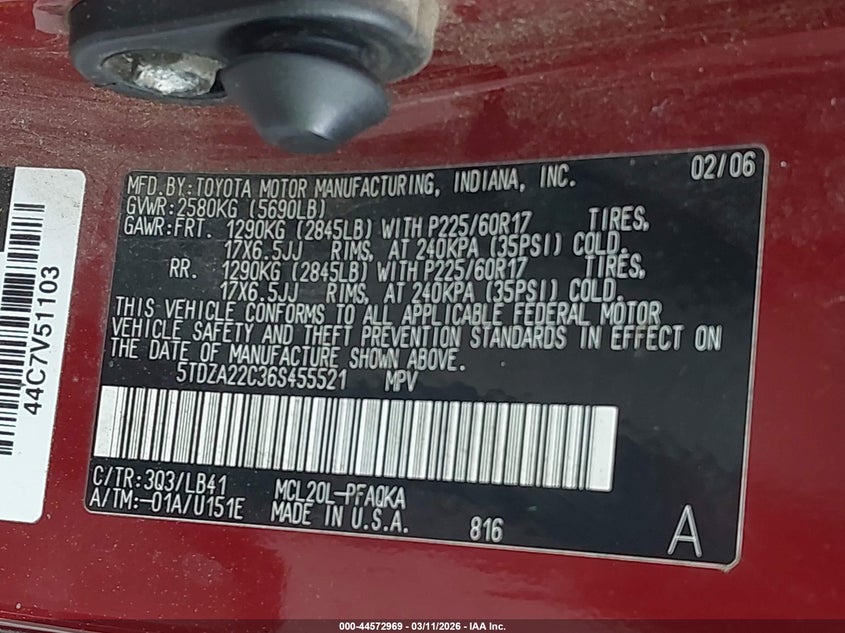 02/06
MFD.BY:TOYOTA MOTOR MANUFACTURING, INDIANA, INC.
GVWR:2580KG (5690LB)
GAWR:FRT. 1290KG (2845LB) WITH P225/60R17 TIRES,
17X6.5JJ RIMS, AT 240KPA (35PSI) COLD.
RR. 1290KG (2845LB) WITH P225/60R17 TIRES,
17X6.5JJ RIMS, AT 240KPA (35PSI) COLD.
THIS VEHICLE CONFORMS TO ALL APPLICABLE FEDERAL MOTOR
VEHICLE SAFETY AND THEFT PREVENTION STANDARDS IN EFFECT ON
THE DATE OF MANUFACTURE SHOWN ABOVE.
5TDZA22C36S455521 MPV
C/TR:3Q3/LB41 MCL20L-PFAQKA
A/TM:-01A/U151E MADE IN U.S.A. 816
A
44C7V51103
000-44572969 - 03/11/2026 - IAA Inc.